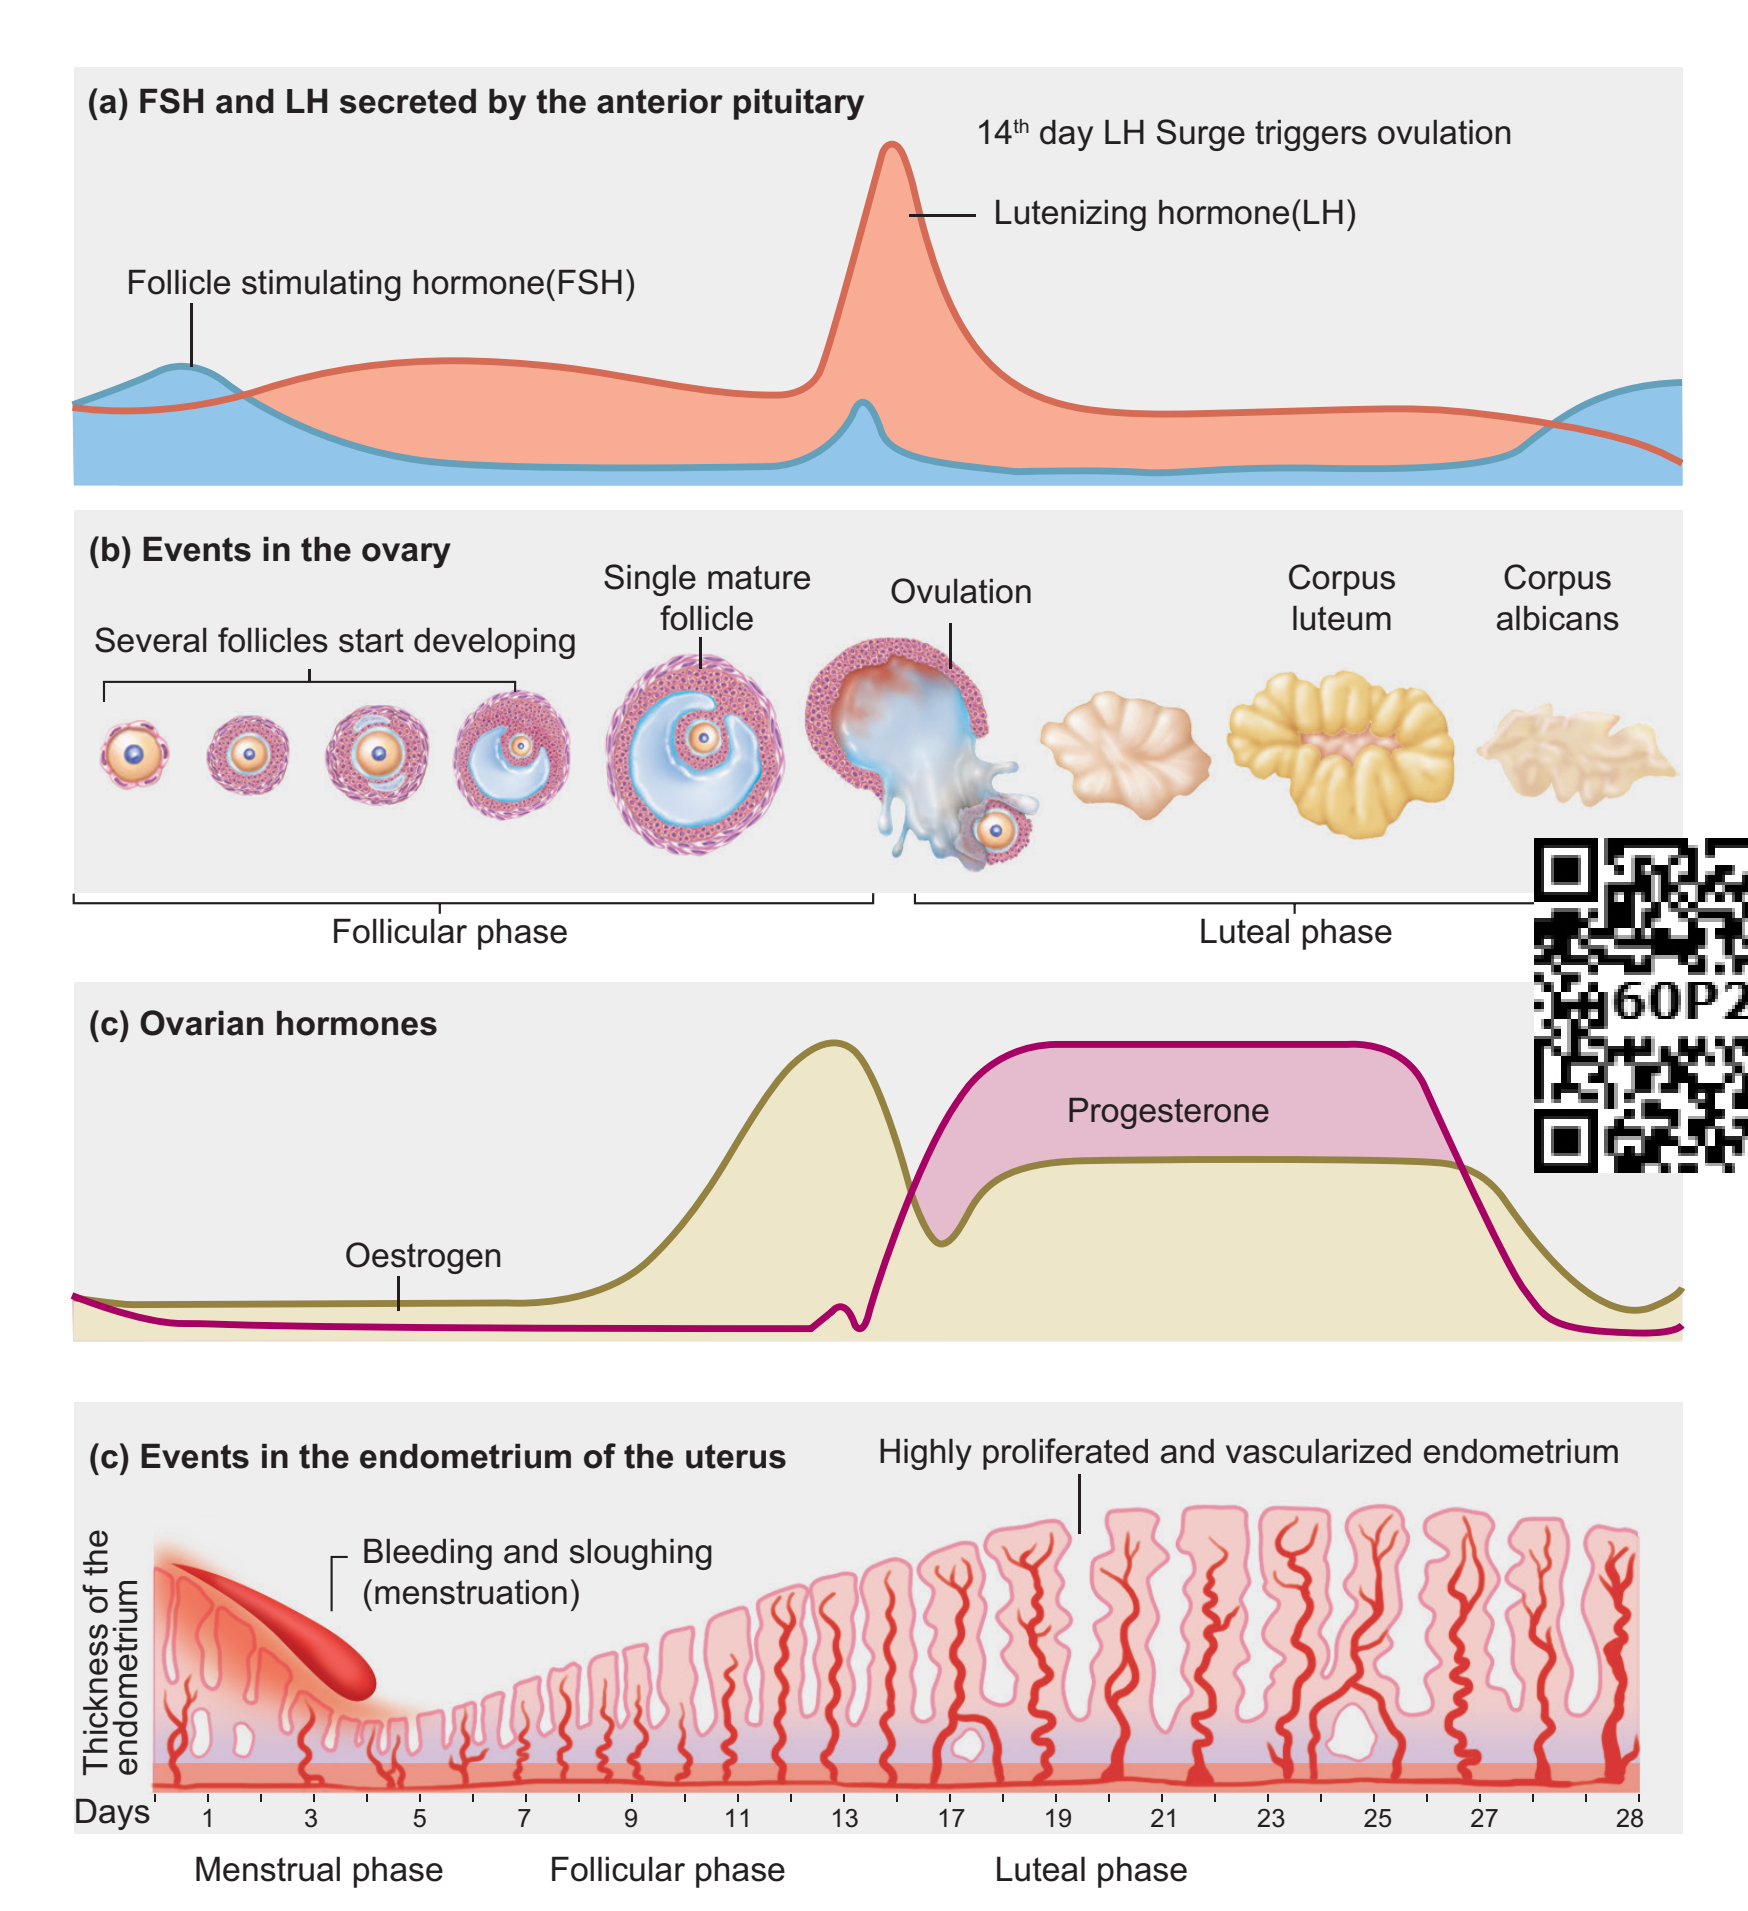 (a) FSH and LH secreted by the anterior pituitary
14th day LH Surge triggers ovulation
Lutenizing hormone(LH)
Follicle stimulating hormone(FSH)
(b) Events in the ovary
Single mature
follicle
Ovulation
Corpus
luteum
Corpus
albicans
Several follicles start developing
Follicular phase
Luteal phase
60P2
(c) Ovarian hormones
Progesterone
Oestrogen
(c) Events in the endometrium of the uterus
Highly proliferated and vascularized endometrium
Bleeding and sloughing
(menstruation)
Thickness of the
endometrium
Days 1 3 5 7 9 11 13 17 19 21 23 25 27 28
Menstrual phase
Follicular phase
Luteal phase